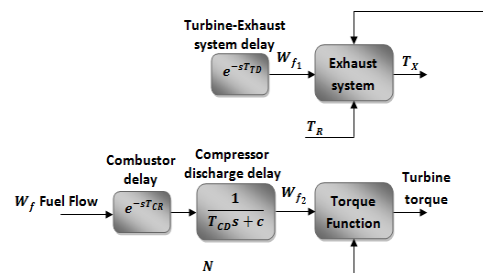 Turbine-Exhaust
system delay
e^{-sT_{TD}}
W_{f_1}
Exhaust
system
T_X
T_R
Combustor
delay
Compressor
discharge delay
W_f Fuel Flow
e^{-sT_{CR}}
1
T_{CD}s + c
W_{f_2}
Torque
Function
Turbine
torque
N